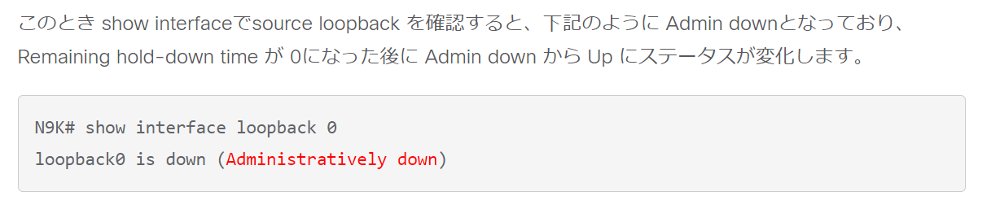 このとき show interfaceでsource loopback を確認すると、下記のように Admin downとなっており、
Remaining hold-down time が 0になった後に Admin down から Up にステータスが変化します。
N9K# show interface loopback 0
loopback0 is down (Administratively down)